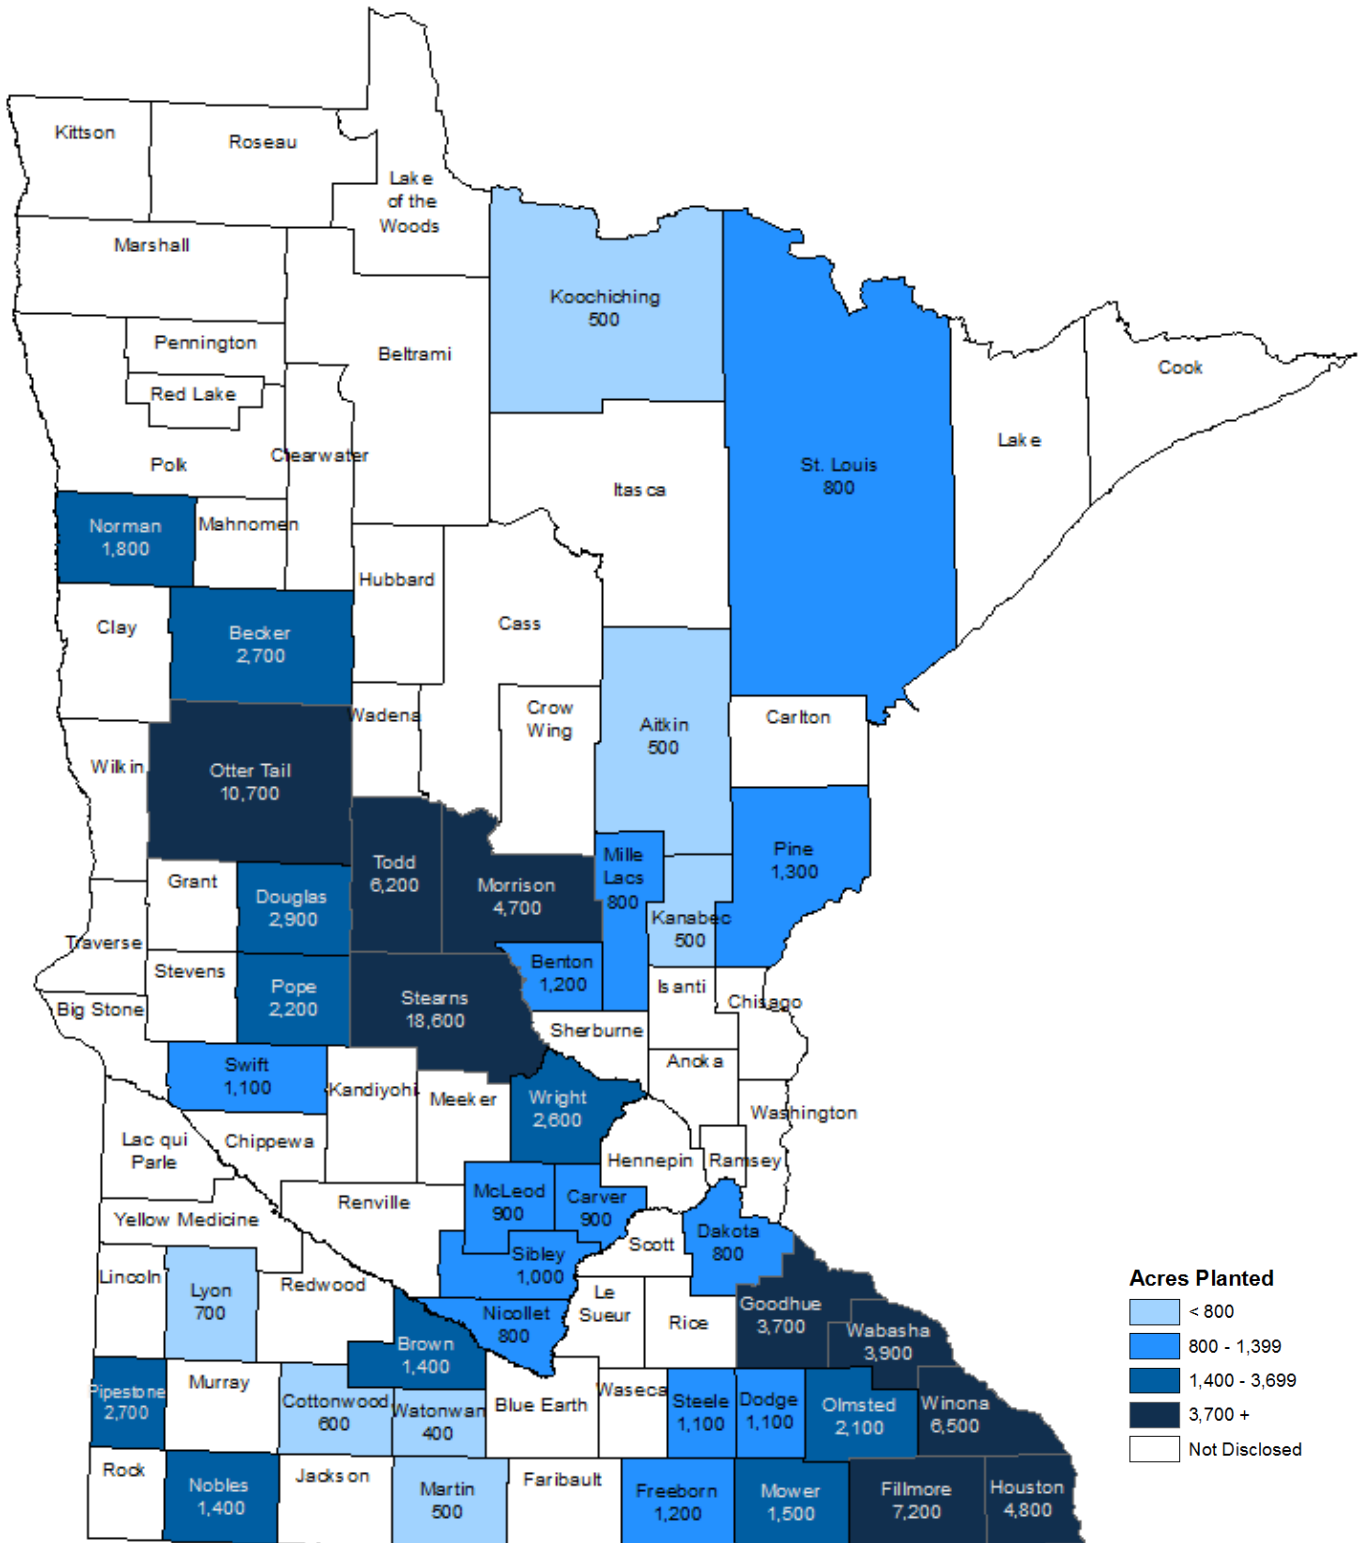 Kittson
Roseau
Lake
of the
Woods
Marshall
Koochiching
500
Pennington
Beltrami
Cook
Red Lake
Lake
Clearwater
Polk
St. Louis
800
Itasca
Norman
1,800
Mahnomen
Hubbard
Clay
Becker
2,700
Cass
Wadena
Crow
Wing
Aitkin
500
Carlton
Wilkin
Otter Tail
10,700
Mille
Lacs
800
Pine
1,300
Todd
6,200
Grant
Morrison
4,700
Douglas
2,900
Kanabec
500
Traverse
Stevens
Benton
1,200
Pope
2,200
Isanti
Stearns
18,600
Chisago
Big Stone
Sherburne
Swift
1,100
Anoka
Kandiyohi
Meeker
Wright
2,600
Washington
Lac qui
Parle
Chippewa
Hennepin
Ramsey
McLeod
900
Carver
900
Renville
Yellow Medicine
Dakota
800
Scott
Sibley
1,000
Lincoln
Lyon
700
Redwood
Le
Sueur
Goodhue
3,700
Nicollet
800
Rice
Wabasha
3,900
Brown
1,400
Pipestone
2,700
Murray
Cottonwood
600
Watonwan
400
Blue Earth
Waseca
Steele
1,100
Dodge
1,100
Olmsted
2,100
Winona
6,500
Rock
Nobles
1,400
Jackson
Martin
500
Faribault
Freeborn
1,200
Mower
1,500
Fillmore
7,200
Houston
4,800
Acres Planted
< 800
800 - 1,399
1,400 - 3,699
3,700 +
Not Disclosed